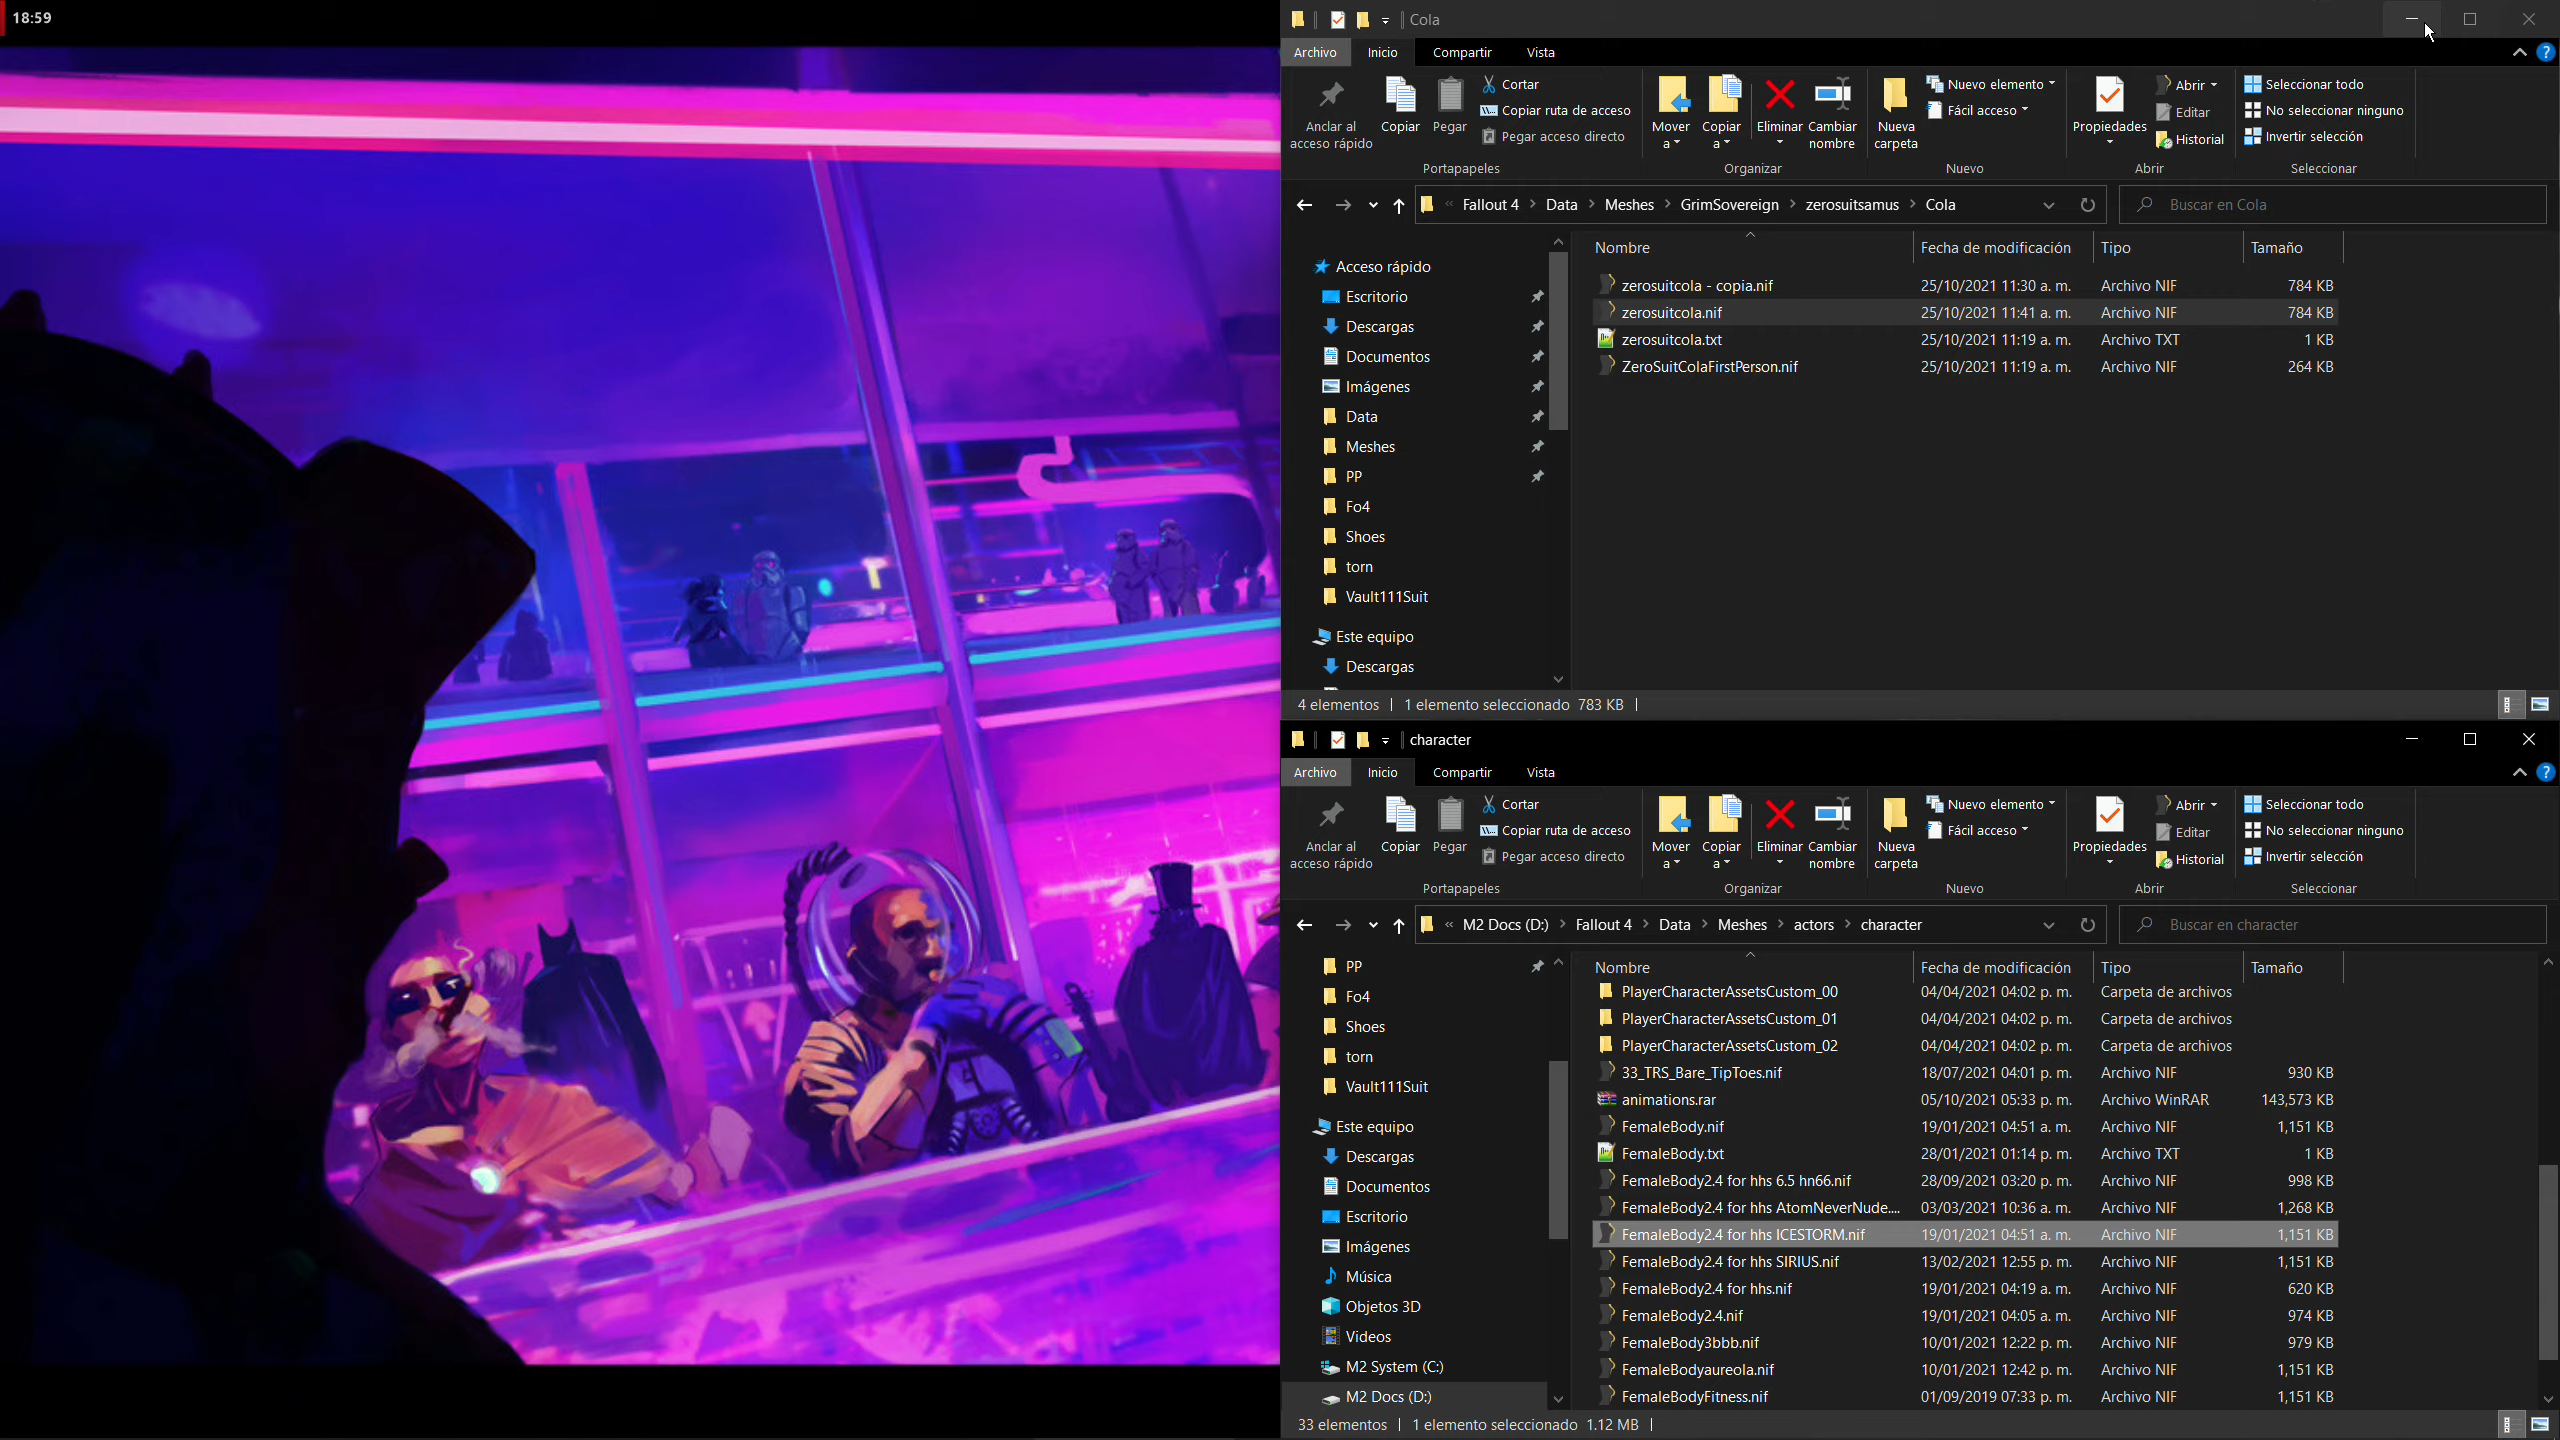 18:59
Cola
Archivo Inicio Compartir Vista
Anclar al acceso rápido
Copiar
Pegar
Cortar
Copiar ruta de acceso
Pegar acceso directo
Portapapeles
Mover a
Copiar a
Eliminar
Cambiar nombre
Organizar
Nueva carpeta
Nuevo elemento
Fácil acceso
Nuevo
Propiedades
Abrir
Editar
Historial
Abrir
Seleccionar todo
No seleccionar ninguno
Invertir selección
Seleccionar
« Fallout 4 > Data > Meshes > GrimSovereign > zerosuitsamus > Cola
Buscar en Cola
Acceso rápido
Escritorio
Descargas
Documentos
Imágenes
Data
Meshes
PP
Fo4
Shoes
torn
Vault111Suit
Este equipo
Descargas
Nombre Fecha de modificación Tipo Tamaño
zerosuitcola - copia.nif 25/10/2021 11:30 a. m. Archivo NIF 784 KB
zerosuitcola.nif 25/10/2021 11:41 a. m. Archivo NIF 784 KB
zerosuitcola.txt 25/10/2021 11:19 a. m. Archivo TXT 1 KB
ZeroSuitColaFirstPerson.nif 25/10/2021 11:19 a. m. Archivo NIF 264 KB
4 elementos | 1 elemento seleccionado 783 KB |
character
Archivo Inicio Compartir Vista
Anclar al acceso rápido
Copiar
Pegar
Cortar
Copiar ruta de acceso
Pegar acceso directo
Portapapeles
Mover a
Copiar a
Eliminar
Cambiar nombre
Organizar
Nueva carpeta
Nuevo elemento
Fácil acceso
Nuevo
Propiedades
Abrir
Editar
Historial
Abrir
Seleccionar todo
No seleccionar ninguno
Invertir selección
Seleccionar
« M2 Docs (D:) > Fallout 4 > Data > Meshes > actors > character
Buscar en character
PP
Fo4
Shoes
torn
Vault111Suit
Este equipo
Descargas
Documentos
Escritorio
Imágenes
Música
Objetos 3D
Videos
M2 System (C:)
M2 Docs (D:)
Nombre Fecha de modificación Tipo Tamaño
PlayerCharacterAssetsCustom_00 04/04/2021 04:02 p. m. Carpeta de archivos
PlayerCharacterAssetsCustom_01 04/04/2021 04:02 p. m. Carpeta de archivos
PlayerCharacterAssetsCustom_02 04/04/2021 04:02 p. m. Carpeta de archivos
33_TRS_Bare_TipToes.nif 18/07/2021 04:01 p. m. Archivo NIF 930 KB
animations.rar 05/10/2021 05:33 p. m. Archivo WinRAR 143,573 KB
FemaleBody.nif 19/01/2021 04:51 a. m. Archivo NIF 1,151 KB
FemaleBody.txt 28/01/2021 01:14 p. m. Archivo TXT 1 KB
FemaleBody2.4 for hhs 6.5 hn66.nif 28/09/2021 03:20 p. m. Archivo NIF 998 KB
FemaleBody2.4 for hhs AtomNeverNude.... 03/03/2021 10:36 a. m. Archivo NIF 1,268 KB
FemaleBody2.4 for hhs ICESTORM.nif 19/01/2021 04:51 a. m. Archivo NIF 1,151 KB
FemaleBody2.4 for hhs SIRIUS.nif 13/02/2021 12:55 p. m. Archivo NIF 1,151 KB
FemaleBody2.4 for hhs.nif 19/01/2021 04:19 a. m. Archivo NIF 620 KB
FemaleBody2.4.nif 19/01/2021 04:05 a. m. Archivo NIF 974 KB
FemaleBody3bbb.nif 10/01/2021 12:22 p. m. Archivo NIF 979 KB
FemaleBodyaureola.nif 10/01/2021 12:42 p. m. Archivo NIF 1,151 KB
FemaleBodyFitness.nif 01/09/2019 07:33 p. m. Archivo NIF 1,151 KB
33 elementos | 1 elemento seleccionado 1.12 MB |